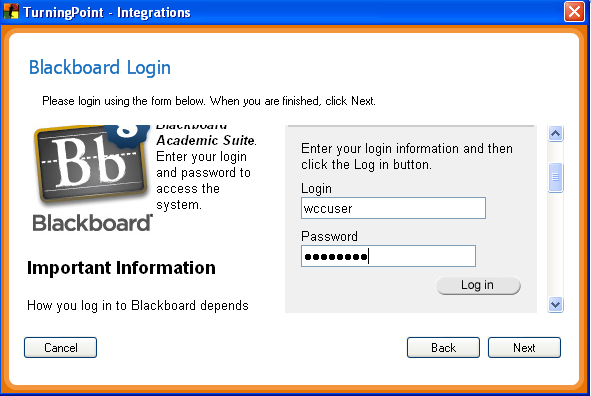 TurningPoint - Integrations
Blackboard Login
Please login using the form below. When you are finished, click Next.
Bb
Blackboard
Blackboard
Academic Suite.
Enter your login
and password to
access the
system.
Important Information
How you log in to Blackboard depends
Enter your login information and then
click the Log in button.
Login
wccuser
Password
••••••••
Log in
Cancel
Back
Next